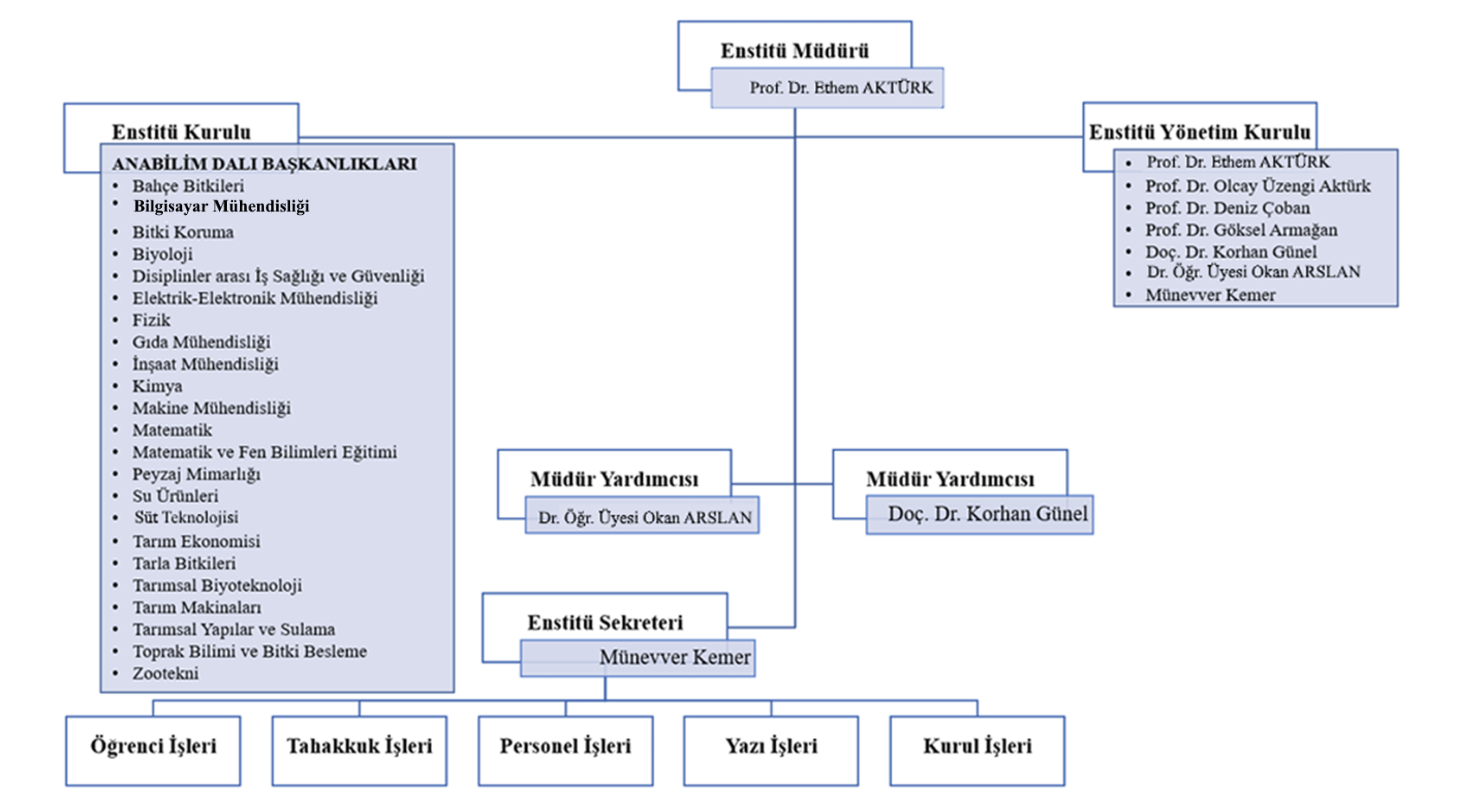 Enstitü Müdürü
Prof. Dr. Ethem AKTÜRK
Enstitü Kurulu
ANABİLİM DALI BAŞKANLIKLARI
• Bahçe Bitkileri
• Bilgisayar Mühendisliği
• Bitki Koruma
• Biyoloji
• Disiplinler arası İş Sağlığı ve Güvenliği
• Elektrik-Elektronik Mühendisliği
• Fizik
• Gıda Mühendisliği
• İnşaat Mühendisliği
• Kimya
• Makine Mühendisliği
• Matematik
• Matematik ve Fen Bilimleri Eğitimi
• Peyzaj Mimarlığı
• Su Ürünleri
• Süt Teknolojisi
• Tarım Ekonomisi
• Tarla Bitkileri
• Tarımsal Biyoteknoloji
• Tarım Makinaları
• Tarımsal Yapılar ve Sulama
• Toprak Bilimi ve Bitki Besleme
• Zootekni
Enstitü Yönetim Kurulu
• Prof. Dr. Ethem AKTÜRK
• Prof. Dr. Olcay Üzengi Aktürk
• Prof. Dr. Deniz Çoban
• Prof. Dr. Göksel Armağan
• Doç. Dr. Korhan Günel
• Dr. Öğr. Üyesi Okan ARSLAN
• Münevver Kemer
Müdür Yardımcısı
Dr. Öğr. Üyesi Okan ARSLAN
Müdür Yardımcısı
Doç. Dr. Korhan Günel
Enstitü Sekreteri
Münevver Kemer
Öğrenci İşleri
Tahakkuk İşleri
Personel İşleri
Yazı İşleri
Kurul İşleri